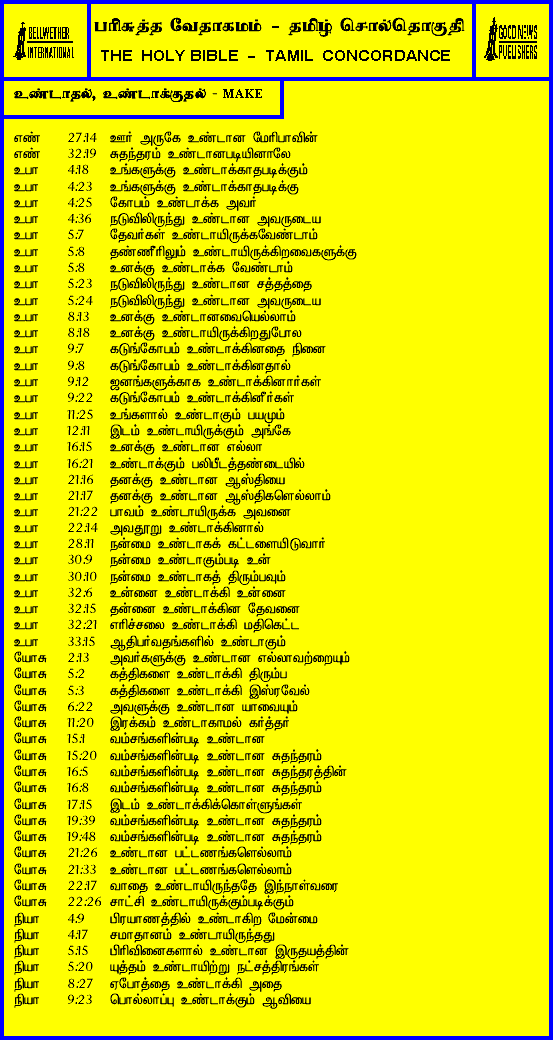 BELLWETHER
INTERNATIONAL
பரிசுத்த வேதாகமம் - தமிழ் சொல்தொகுதி
THE HOLY BIBLE - TAMIL CONCORDANCE
GOOD NEWS
PUBLISHERS
உண்டாதல், உண்டாக்குதல் - MAKE
எண் 27:14 ஊர் அருகே உண்டான மேரிபாவின்
எண் 32:19 சுதந்தரம் உண்டானபடியினாலே
உபா 4:18 உங்களுக்கு உண்டாக்காதபடிக்கும்
உபா 4:23 உங்களுக்கு உண்டாக்காதபடிக்கு
உபா 4:25 கோபம் உண்டாக்க அவர்
உபா 4:36 நடுவிலிருந்து உண்டான அவருடைய
உபா 5:7 தேவர்கள் உண்டாயிருக்கவேண்டாம்
உபா 5:8 தண்ணீரிலும் உண்டாயிருக்கிறவைகளுக்கு
உபா 5:8 உனக்கு உண்டாக்க வேண்டாம்
உபா 5:23 நடுவிலிருந்து உண்டான சத்தத்தை
உபா 5:24 நடுவிலிருந்து உண்டான அவருடைய
உபா 8:13 உனக்கு உண்டானவையெல்லாம்
உபா 8:18 உனக்கு உண்டாயிருக்கிறதுபோல
உபா 9:7 கடுங்கோபம் உண்டாக்கினதை நினை
உபா 9:8 கடுங்கோபம் உண்டாக்கினதால்
உபா 9:12 ஜனங்களுக்காக உண்டாக்கினார்கள்
உபா 9:22 கடுங்கோபம் உண்டாக்கினீர்கள்
உபா 11:25 உங்களால் உண்டாகும் பயமும்
உபா 12:11 இடம் உண்டாயிருக்கும் அங்கே
உபா 16:15 உனக்கு உண்டான எல்லா
உபா 16:21 உண்டாக்கும் பலிபீடத்தண்டையில்
உபா 21:16 தனக்கு உண்டான ஆஸ்தியை
உபா 21:17 தனக்கு உண்டான ஆஸ்திகளெல்லாம்
உபா 21:22 பாவம் உண்டாயிருக்க அவனை
உபா 22:14 அவதூறு உண்டாக்கினால்
உபா 28:11 நன்மை உண்டாகக் கட்டளையிடுவார்
உபா 30:9 நன்மை உண்டாகும்படி உன்
உபா 30:10 நன்மை உண்டாகத் திரும்பவும்
உபா 32:6 உன்னை உண்டாக்கி உன்னை
உபா 32:15 தன்னை உண்டாக்கின தேவனை
உபா 32:21 எரிச்சலை உண்டாக்கி மதிகெட்ட
உபா 33:15 ஆதிபர்வதங்களில் உண்டாகும்
யோசு 2:13 அவர்களுக்கு உண்டான எல்லாவற்றையும்
யோசு 5:2 கத்திகளை உண்டாக்கி திரும்ப
யோசு 5:3 கத்திகளை உண்டாக்கி இஸ்ரவேல்
யோசு 6:22 அவளுக்கு உண்டான யாவையும்
யோசு 11:20 இரக்கம் உண்டாகாமல் கர்த்தர்
யோசு 15:1 வம்சங்களின்படி உண்டான
யோசு 15:20 வம்சங்களின்படி உண்டான சுதந்தரம்
யோசு 16:5 வம்சங்களின்படி உண்டான சுதந்தரத்தின்
யோசு 16:8 வம்சங்களின்படி உண்டான சுதந்தரம்
யோசு 17:15 இடம் உண்டாக்கிக்கொள்ளுங்கள்
யோசு 19:39 வம்சங்களின்படி உண்டான சுதந்தரம்
யோசு 19:48 வம்சங்களின்படி உண்டான சுதந்தரம்
யோசு 21:26 உண்டான பட்டணங்களெல்லாம்
யோசு 21:33 உண்டான பட்டணங்களெல்லாம்
யோசு 22:17 வாதை உண்டாயிருந்ததே இந்நாள்வரை
யோசு 22:26 சாட்சி உண்டாயிருக்கும்படிக்கும்
நியா 4:9 பிரயாணத்தில் உண்டாகிற மேன்மை
நியா 4:17 சமாதானம் உண்டாயிருந்தது
நியா 5:15 பிரிவினைகளால் உண்டான இருதயத்தின்
நியா 5:20 யுத்தம் உண்டாயிற்று நட்சத்திரங்கள்
நியா 8:27 ஏபோத்தை உண்டாக்கி அதை
நியா 9:23 பொல்லாப்பு உண்டாக்கும் ஆவியை